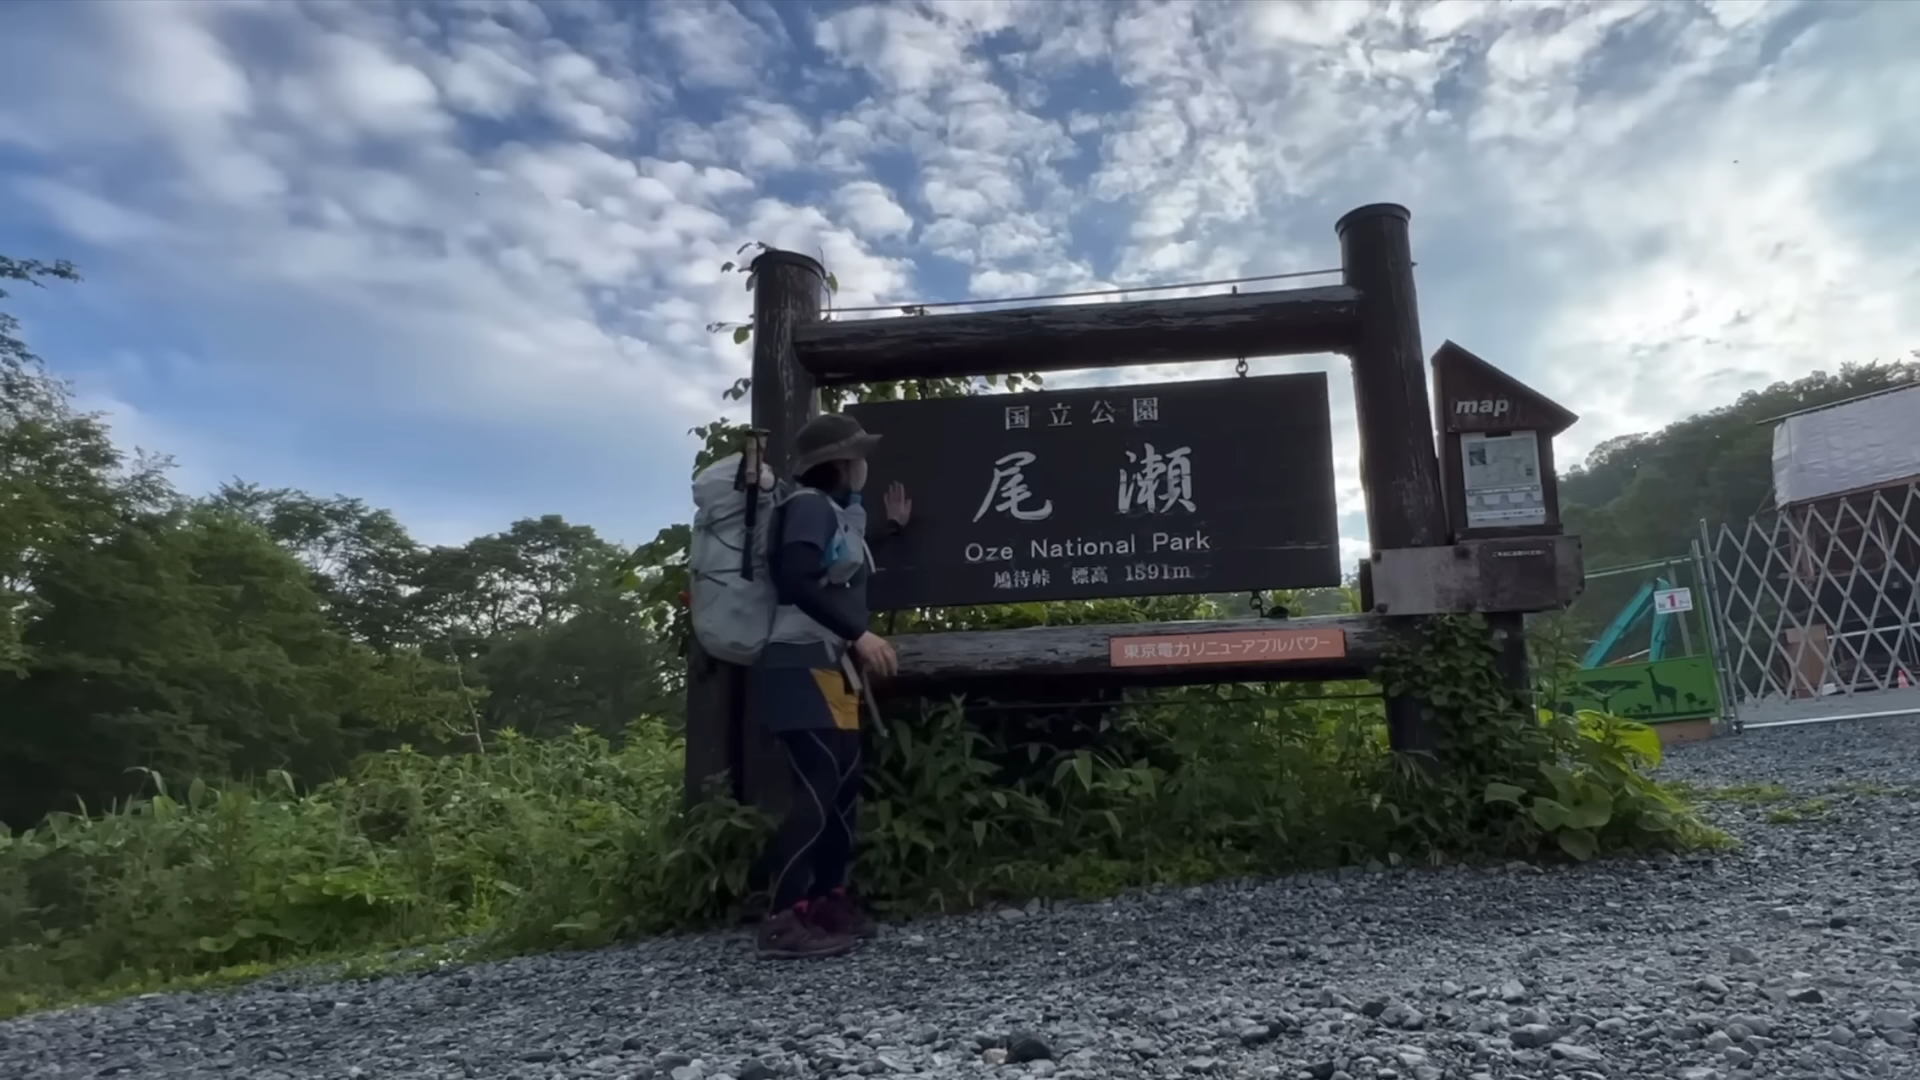 国立公園
尾瀬
Oze National Park
鳩待峠 標高 1591m
東京電力リニューアブルパワー
map
1